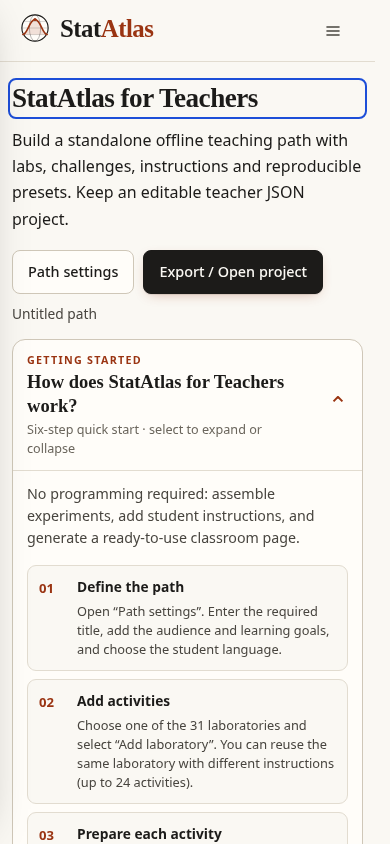 StatAtlas
StatAtlas for Teachers
Build a standalone offline teaching path with
labs, challenges, instructions and reproducible
presets. Keep an editable teacher JSON
project.
Path settings
Export / Open project
Untitled path
GETTING STARTED
How does StatAtlas for Teachers
work?
Six-step quick start · select to expand or
collapse
No programming required: assemble
experiments, add student instructions, and
generate a ready-to-use classroom page.
01 Define the path
Open “Path settings”. Enter the required
title, add the audience and learning goals,
and choose the student language.
02 Add activities
Choose one of the 31 laboratories and
select “Add laboratory”. You can reuse the
same laboratory with different instructions
(up to 24 activities).
03 Prepare each activity